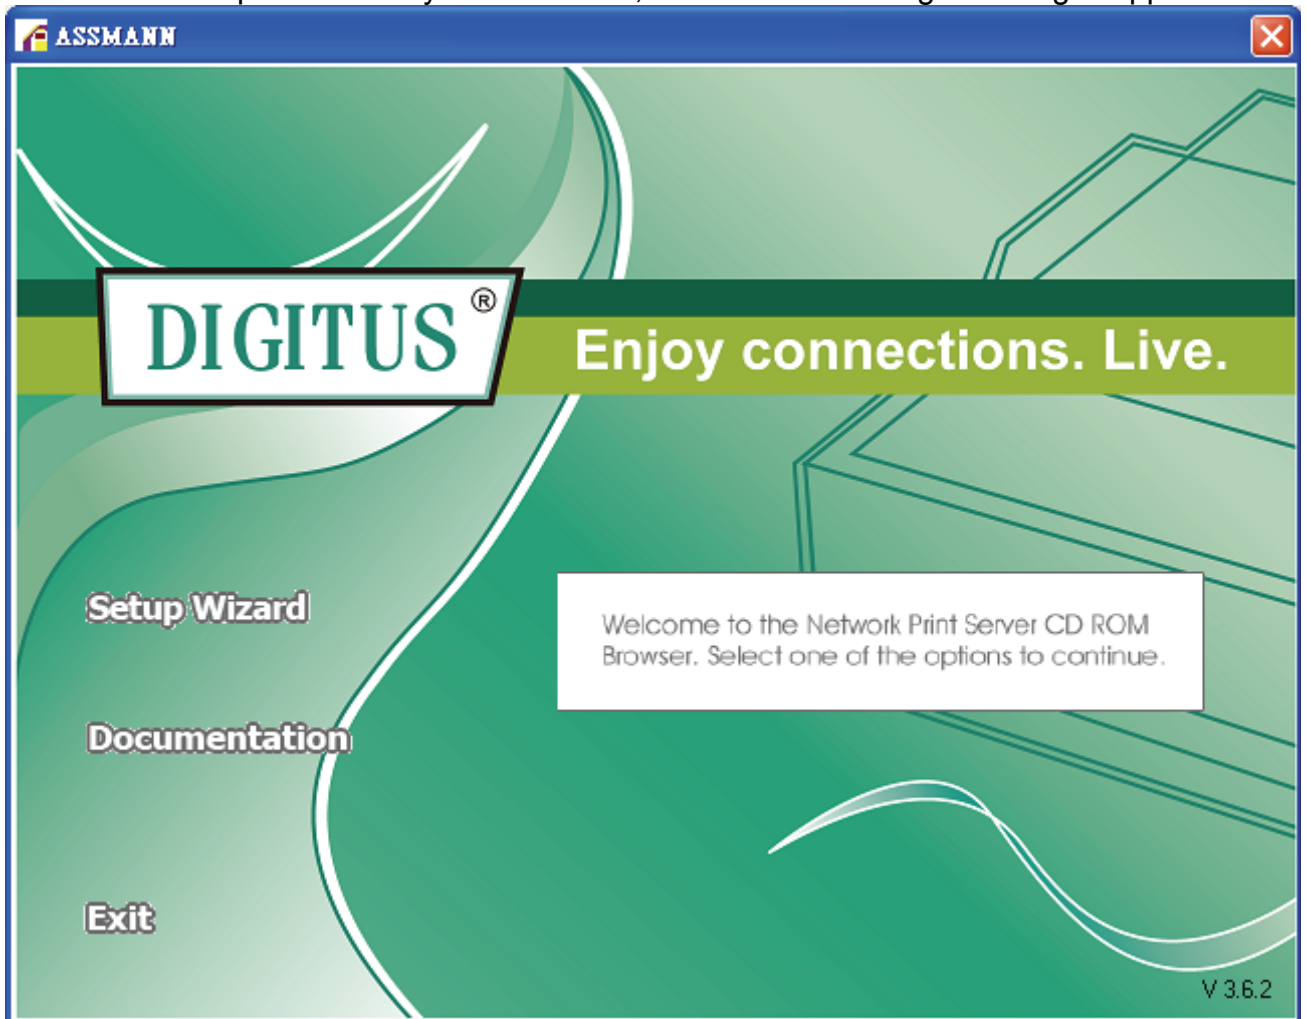 ASSMANN
DIGITUS®
Enjoy connections. Live.
Setup Wizard
Welcome to the Network Print Server CD ROM
Browser. Select one of the options to continue.
Documentation
Exit
V 3.6.2